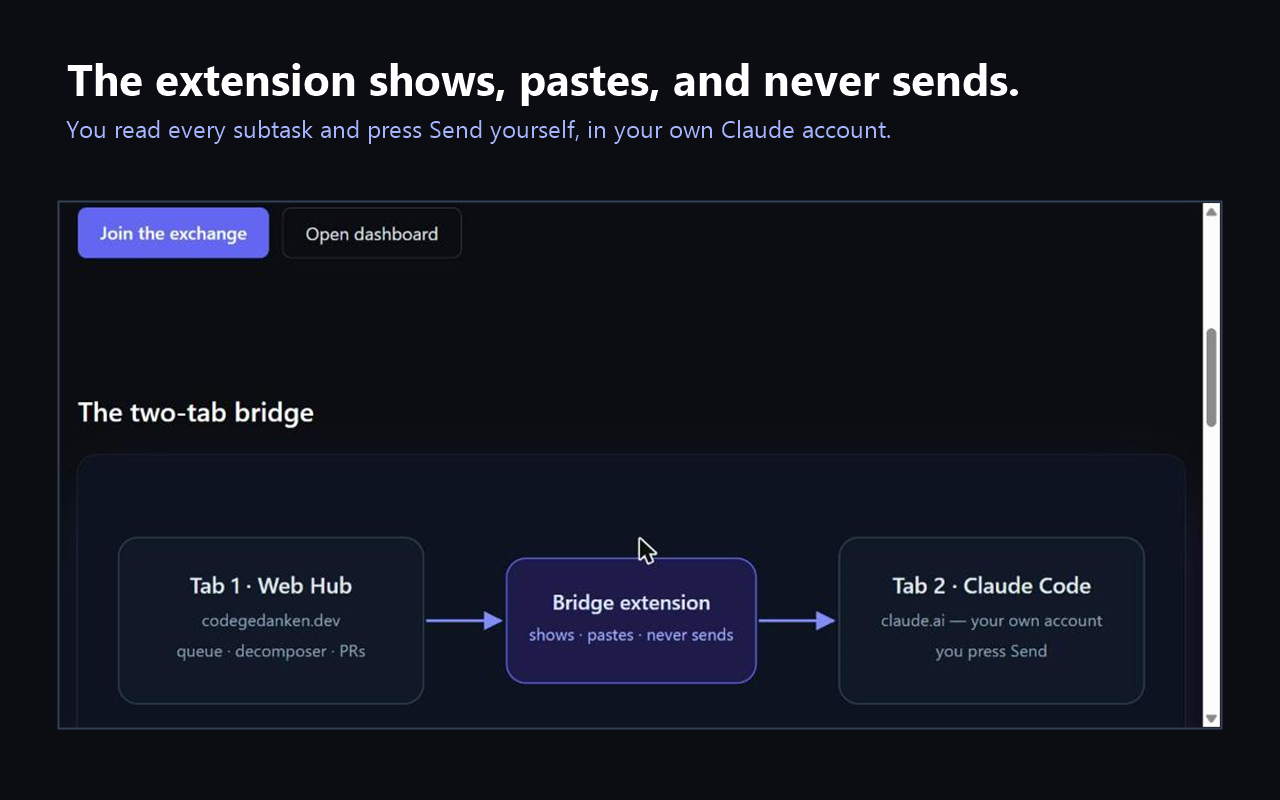 The extension shows, pastes, and never sends.
You read every subtask and press Send yourself, in your own Claude account.
Join the exchange
Open dashboard
The two-tab bridge
Tab 1 · Web Hub
codegedanken.dev
queue · decomposer · PRs
Bridge extension
shows · pastes · never sends
Tab 2 · Claude Code
claude.ai — your own account
you press Send